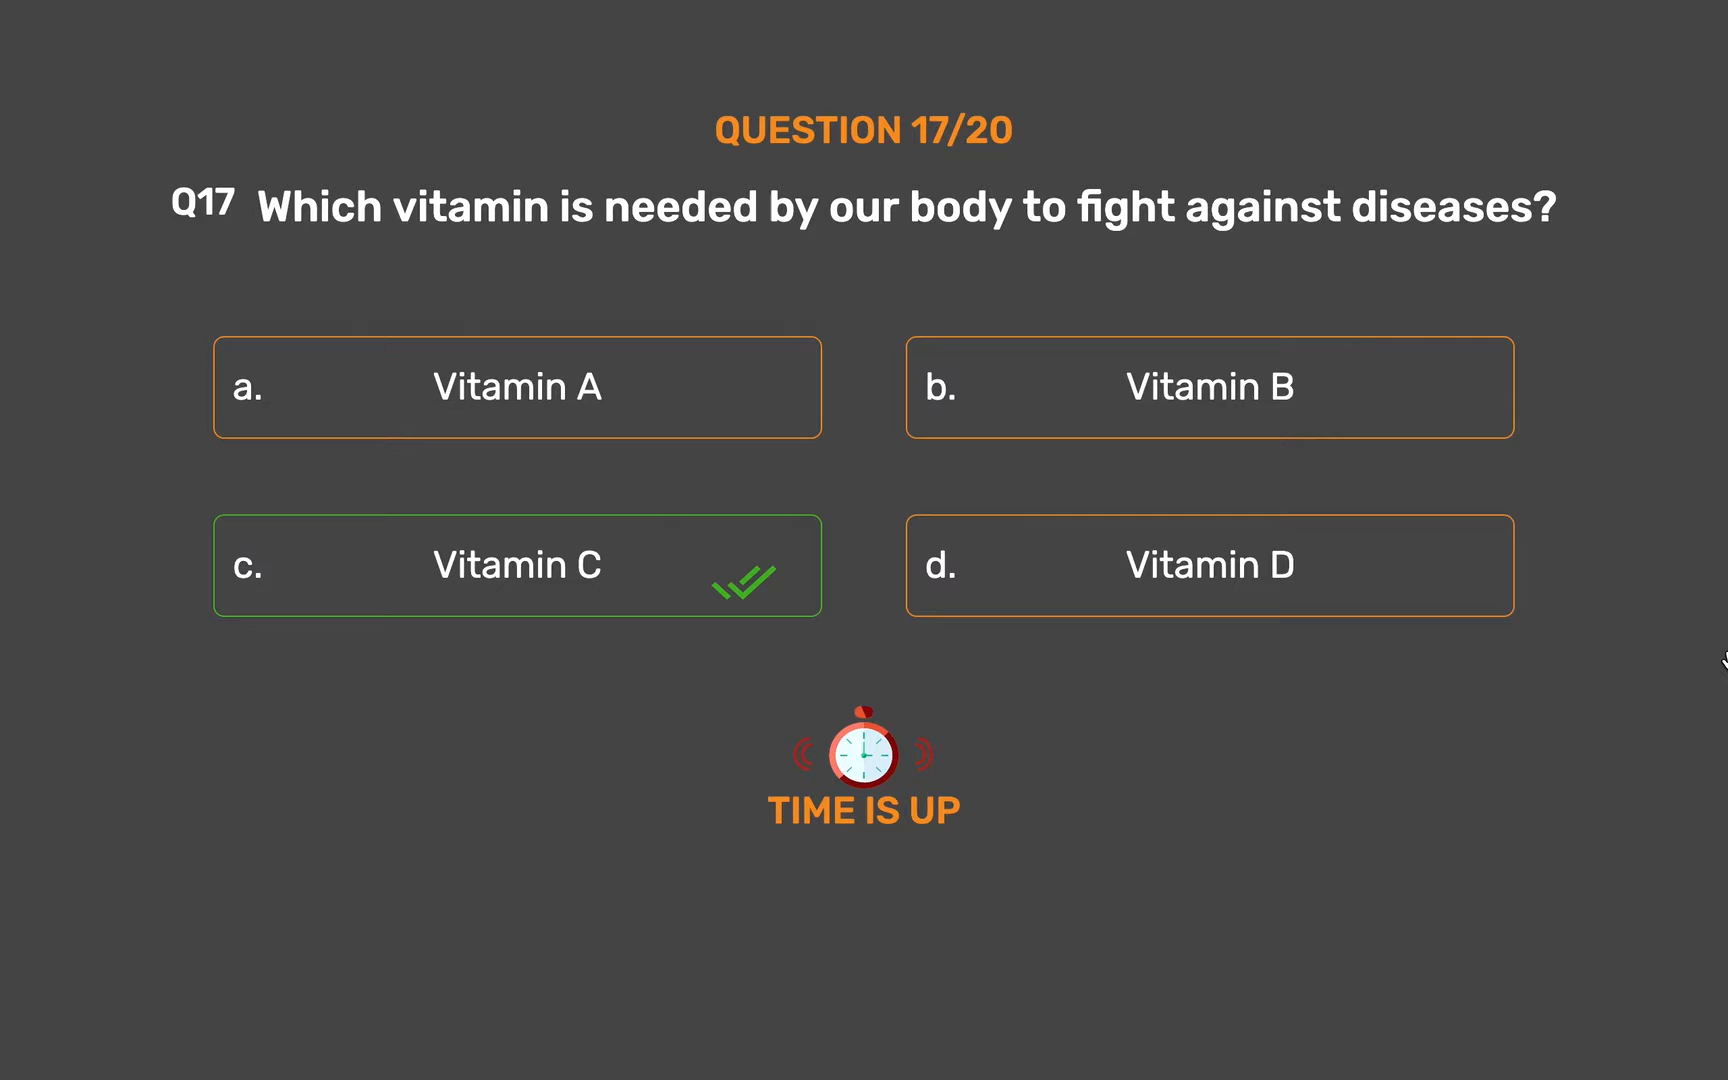 QUESTION 17/20
Q17 Which vitamin is needed by our body to fight against diseases?
a. Vitamin A
b. Vitamin B
c. Vitamin C
d. Vitamin D
TIME IS UP